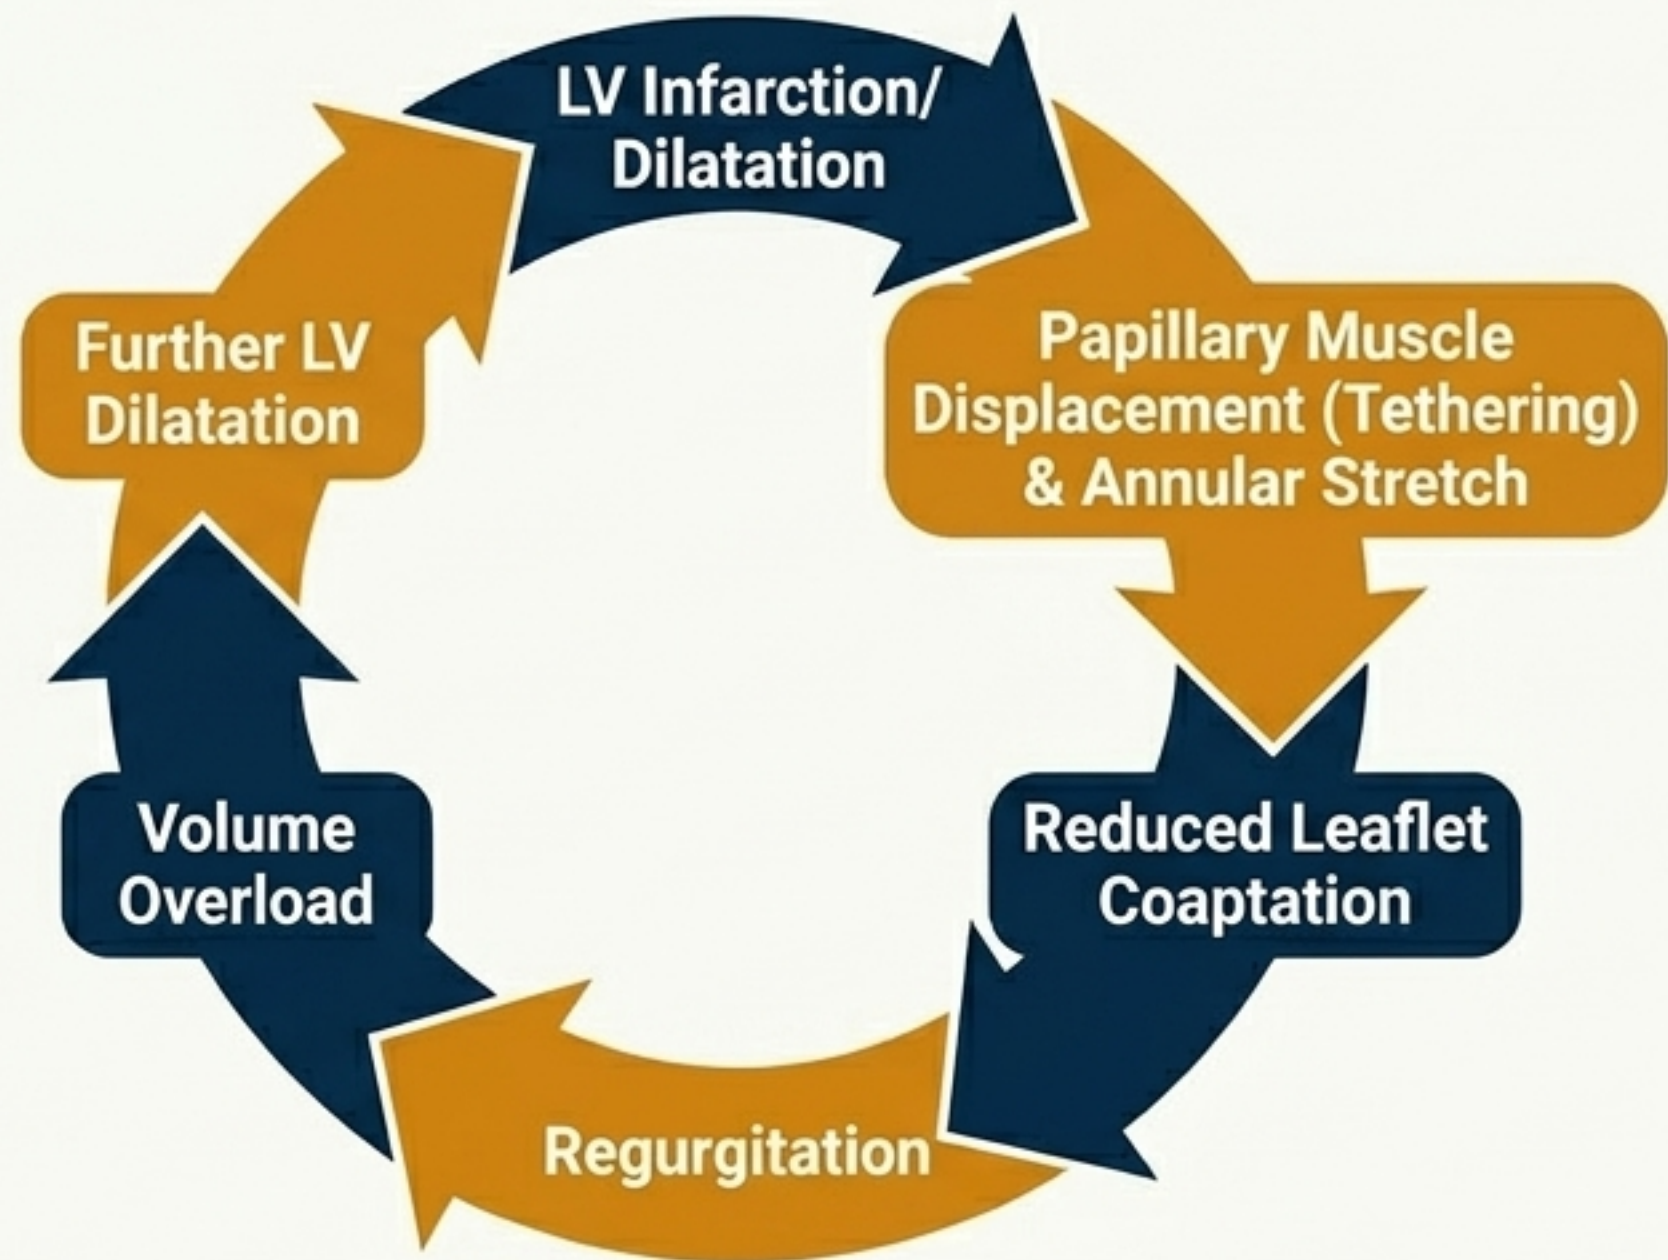 LV Infarction/
Dilatation
Papillary Muscle
Displacement (Tethering)
& Annular Stretch
Reduced Leaflet
Coaptation
Regurgitation
Volume
Overload
Further LV
Dilatation